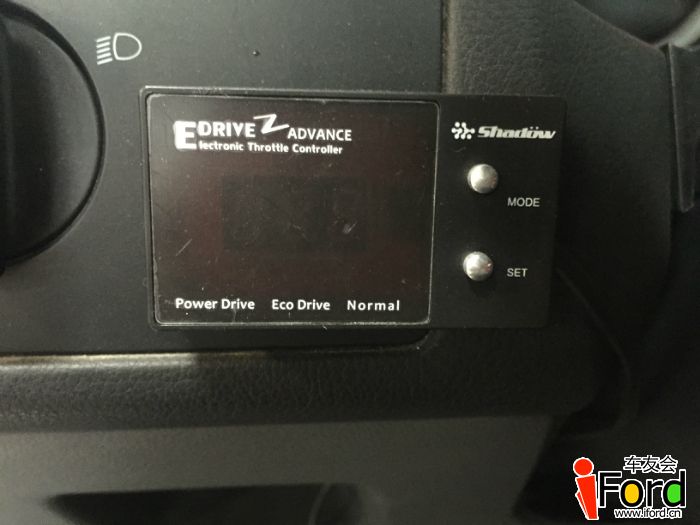 EDRIVE ADVANCE
Electronic Throttle Controller
Shadow
MODE
SET
Power Drive Eco Drive Normal
车友会
iFord
www.iford.cn